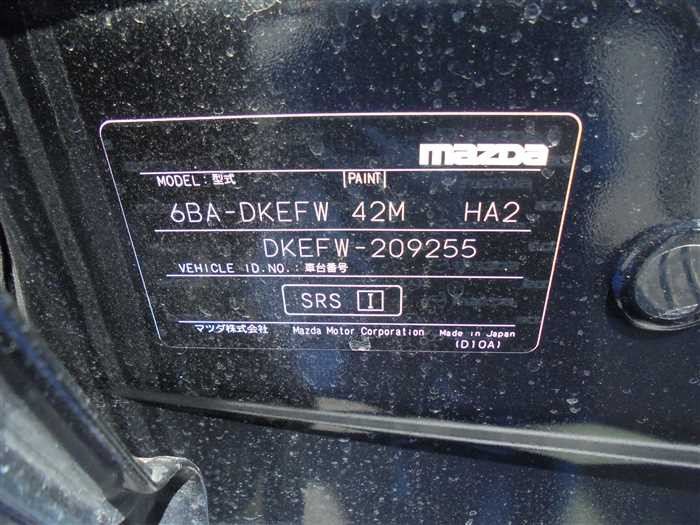 mazda
MODEL：型式 PAINT
6BA-DKEFW 42M HA2
DKEFW-209255
VEHICLE ID.NO.：車台番号
SRS I
マツダ株式会社 Mazda Motor Corporation Made in Japan
(D10A)